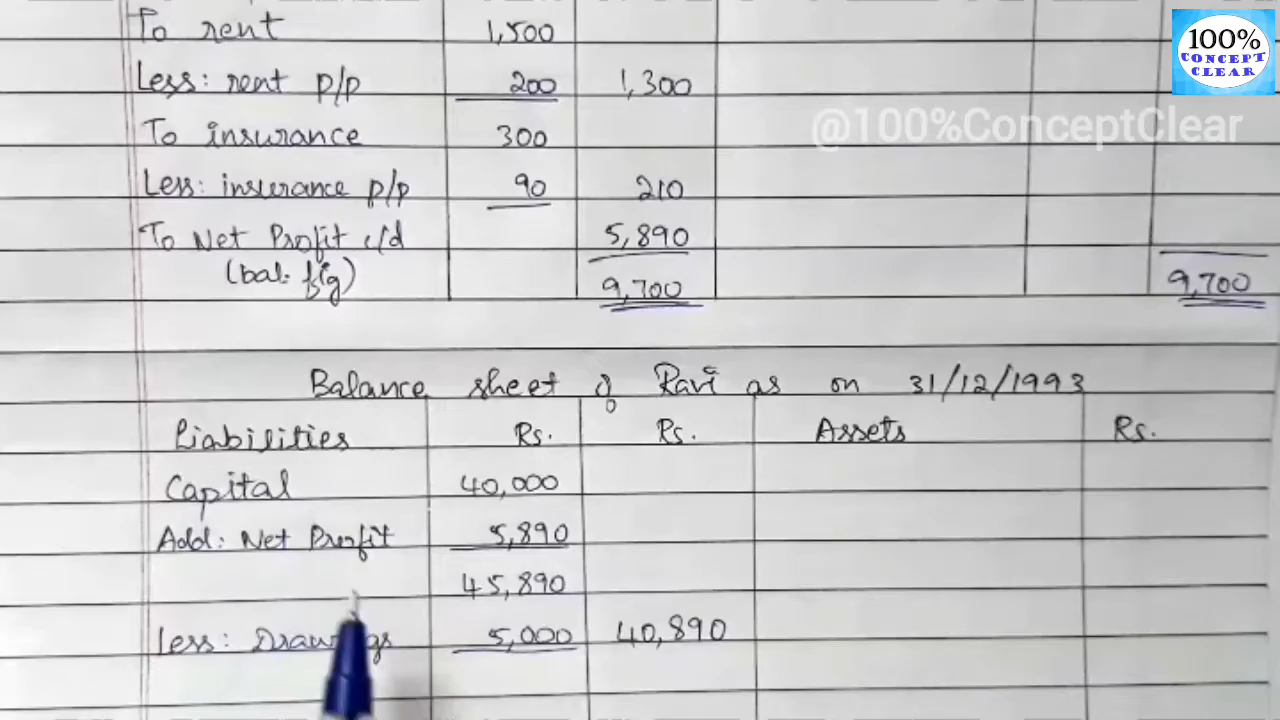 To rent 1,500
100% CONCEPT CLEAR
Less: rent p/p 200 1,300
@100%ConceptClear
To insurance 300
Less: insurance p/p 90 210
To Net Profit c/d 5,890
(bal. fig) 9,700 9,700
Balance sheet of Ravi as on 31/12/1993
Liabilities Rs. Rs. Assets Rs.
Capital 40,000
Add: Net Profit 5,890
45,890
Less: Drawings 5,000 40,890